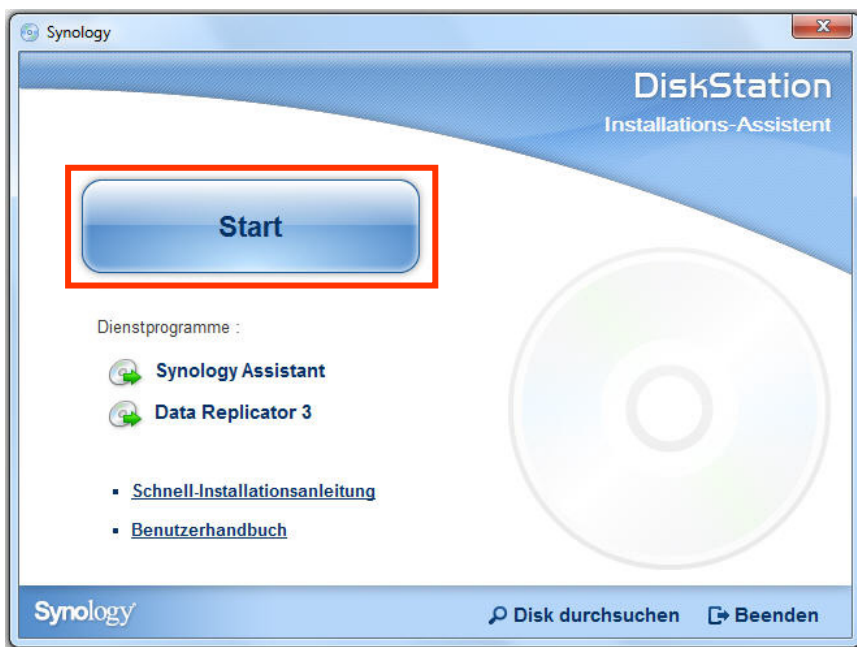 Synology
DiskStation
Installations-Assistent
Start
Dienstprogramme :
Synology Assistant
Data Replicator 3
Schnell-Installationsanleitung
Benutzerhandbuch
Synology
Disk durchsuchen
Beenden